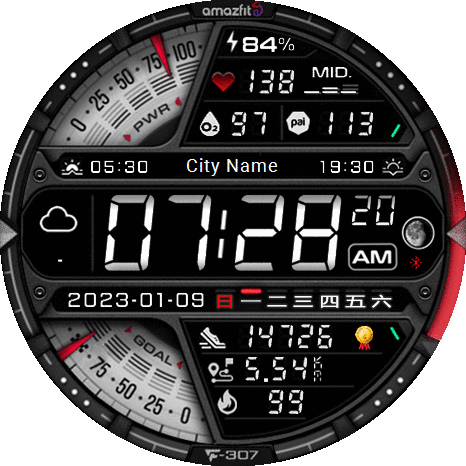 amazfit
84%
0 25 50 75 100
PWR
138 MID.
O2 97 pai 113
05:30 City Name 19:30
07:28 20
AM
2023-01-09 日 一 二 三 四 五 六
GOAL
100 75 50 25 0
14726
5.54
99
F-307